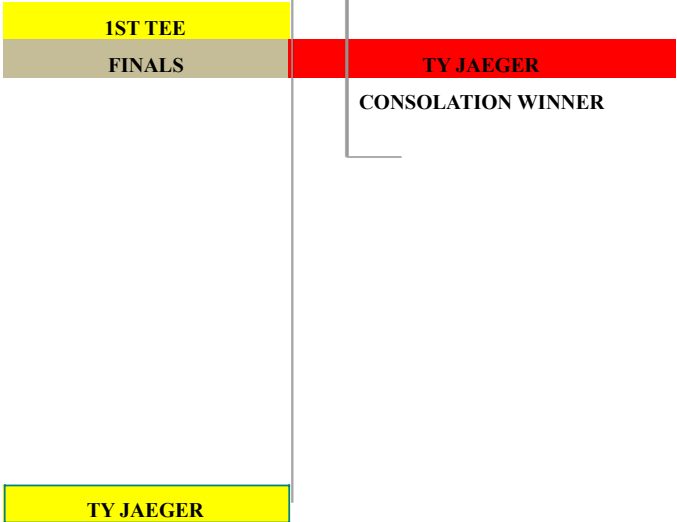 1ST TEE
FINALS
TY JAEGER
CONSOLATION WINNER
TY JAEGER